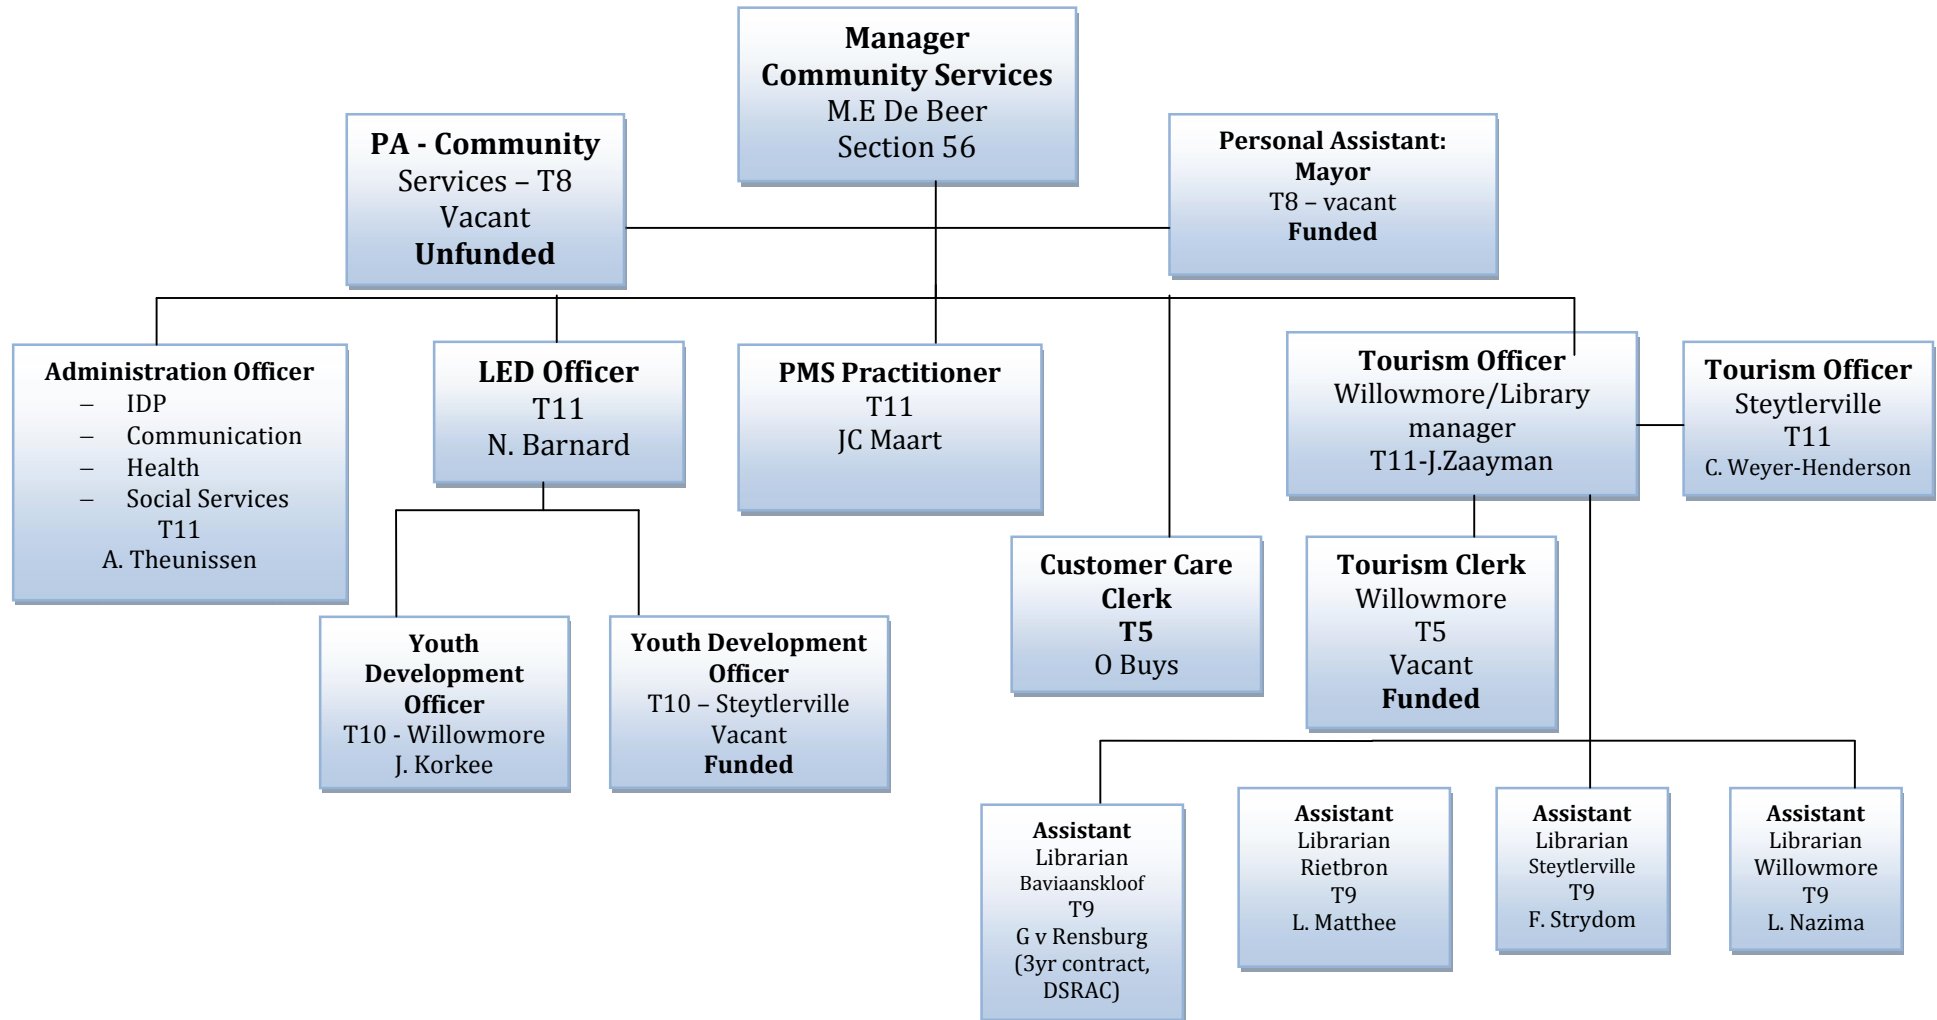 Manager
Community Services
M.E De Beer
Section 56
PA - Community
Services – T8
Vacant
Unfunded
Personal Assistant:
Mayor
T8 – vacant
Funded
Administration Officer
– IDP
– Communication
– Health
– Social Services
T11
A. Theunissen
LED Officer
T11
N. Barnard
PMS Practitioner
T11
JC Maart
Tourism Officer
Willowmore/Library
manager
T11-J.Zaayman
Tourism Officer
Steytlerville
T11
C. Weyer-Henderson
Youth
Development
Officer
T10 - Willowmore
J. Korkee
Youth Development
Officer
T10 – Steytlerville
Vacant
Funded
Customer Care
Clerk
T5
O Buys
Tourism Clerk
Willowmore
T5
Vacant
Funded
Assistant
Librarian
Baviaanskloof
T9
G v Rensburg
(3yr contract,
DSRAC)
Assistant
Librarian
Rietbron
T9
L. Matthee
Assistant
Librarian
Steytlerville
T9
F. Strydom
Assistant
Librarian
Willowmore
T9
L. Nazima